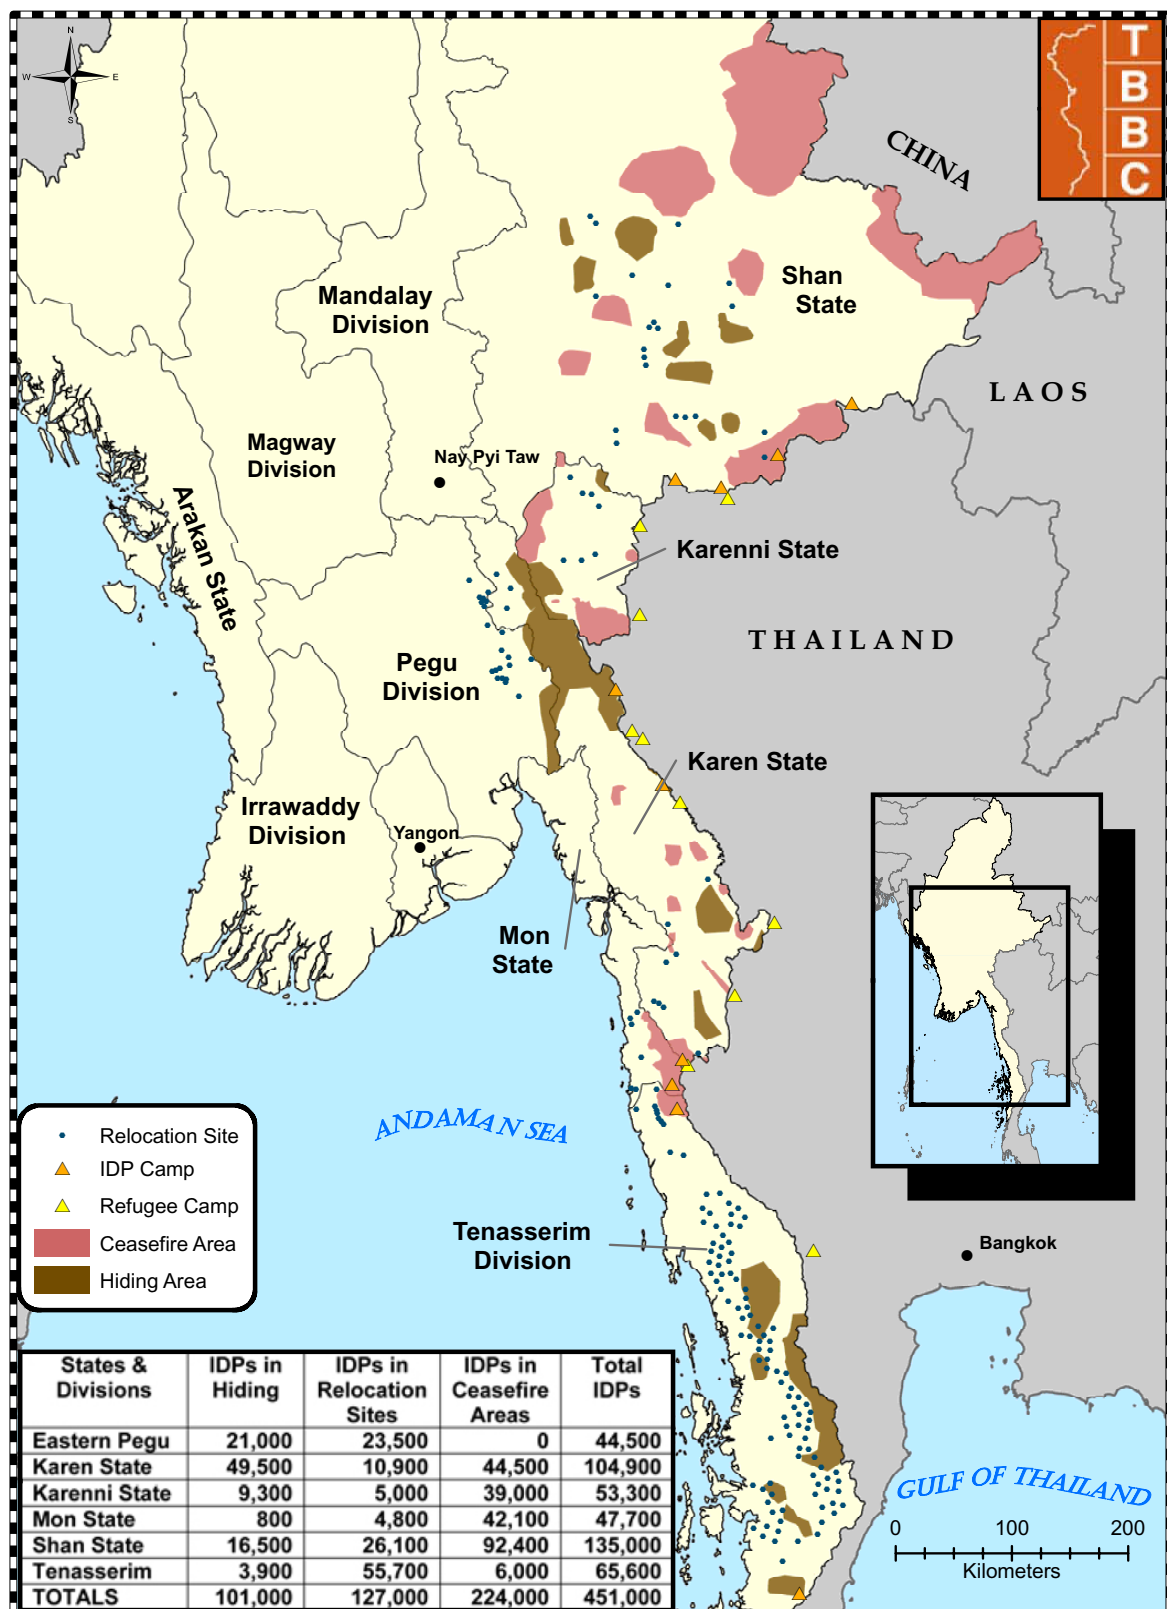 N
W E
S
T
B
B
C
CHINA
Shan
State
Mandalay
Division
LAOS
Magway
Division
Nay Pyi Taw
Arakan State
Karenni State
THAILAND
Pegu
Division
Karen State
Irrawaddy
Division
Yangon
Mon
State
ANDAMAN SEA
Relocation Site
IDP Camp
Refugee Camp
Ceasefire Area
Hiding Area
Tenasserim
Division
Bangkok
GULF OF THAILAND
0 100 200
Kilometers
States & Divisions IDPs in Hiding IDPs in Relocation Sites IDPs in Ceasefire Areas Total IDPs
Eastern Pegu 21,000 23,500 0 44,500
Karen State 49,500 10,900 44,500 104,900
Karenni State 9,300 5,000 39,000 53,300
Mon State 800 4,800 42,100 47,700
Shan State 16,500 26,100 92,400 135,000
Tenasserim 3,900 55,700 6,000 65,600
TOTALS 101,000 127,000 224,000 451,000